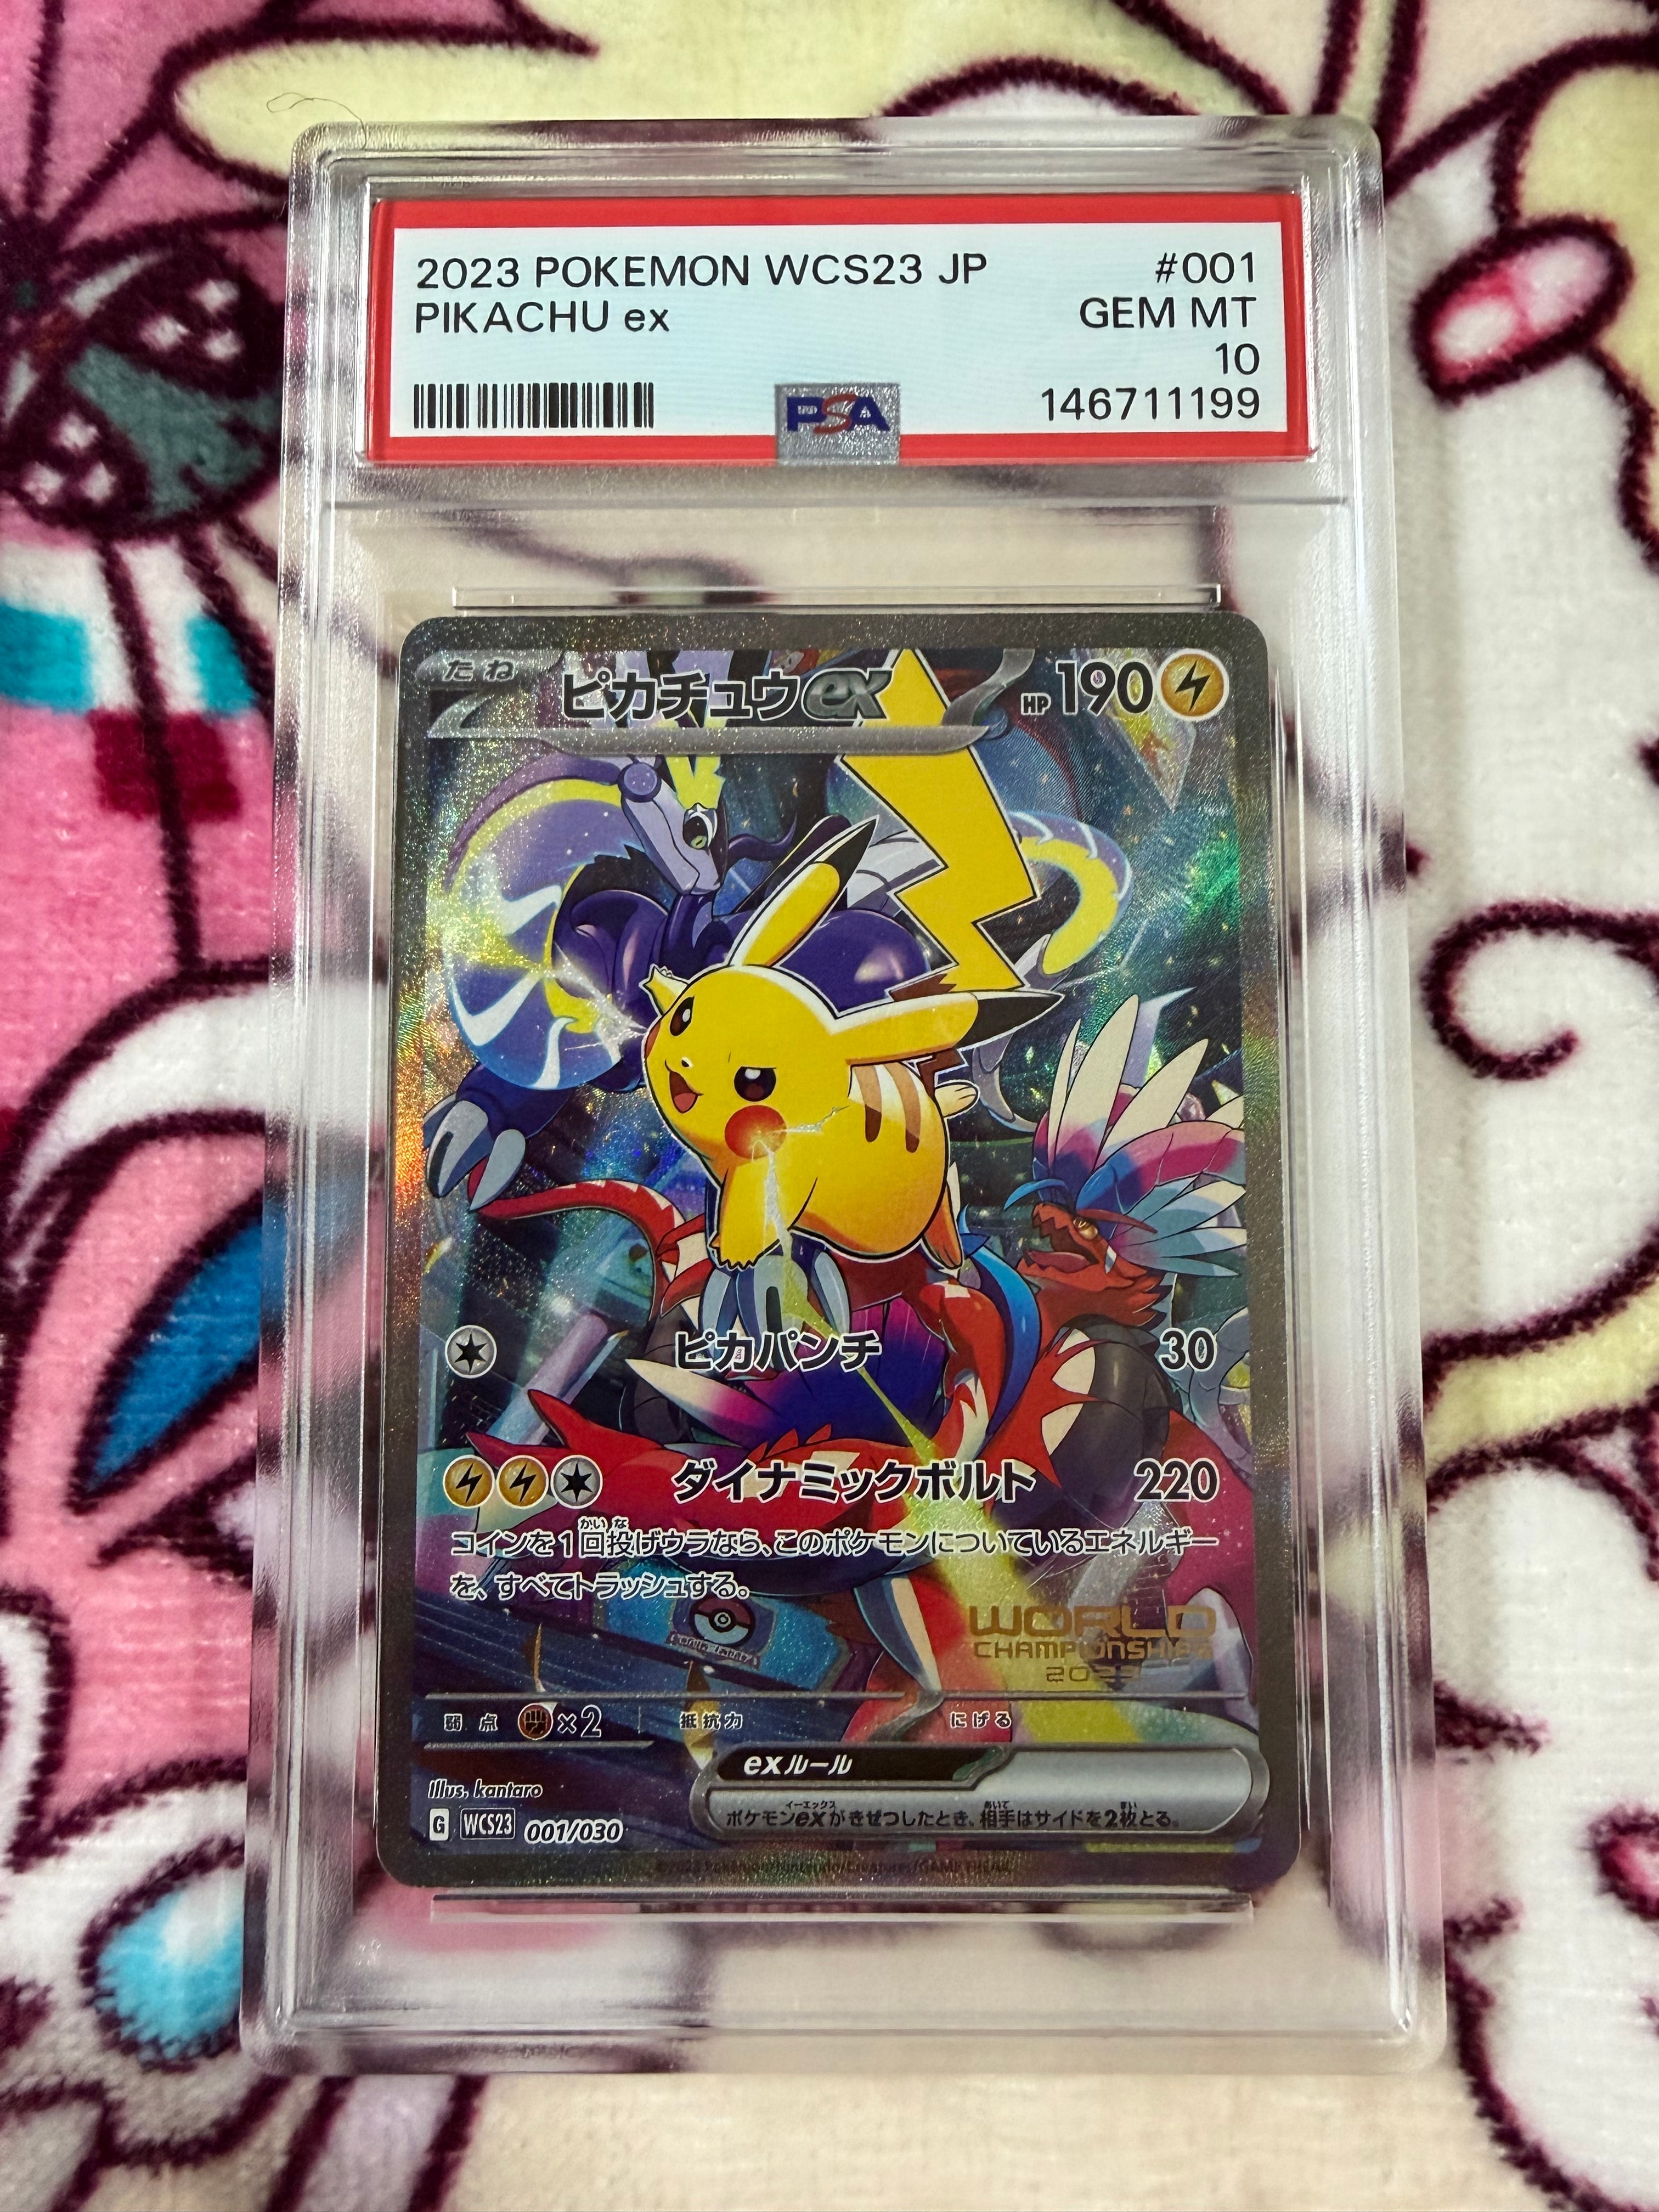 2023 POKEMON WCS23 JP #001
PIKACHU ex GEM MT
10
PSA 146711199
たね ピカチュウex HP190
ピカパンチ 30
ダイナミックボルト 220
コインを1回投げウラなら、このポケモンについているエネルギー
を、すべてトラッシュする。
WORLD
CHAMPIONSHIPS
2023
弱点 ×2 抵抗力 にげる
exルール
ポケモンexがきぜつしたとき、相手はサイドを2枚とる。
Illus. kantaro
G WCS23 001/030